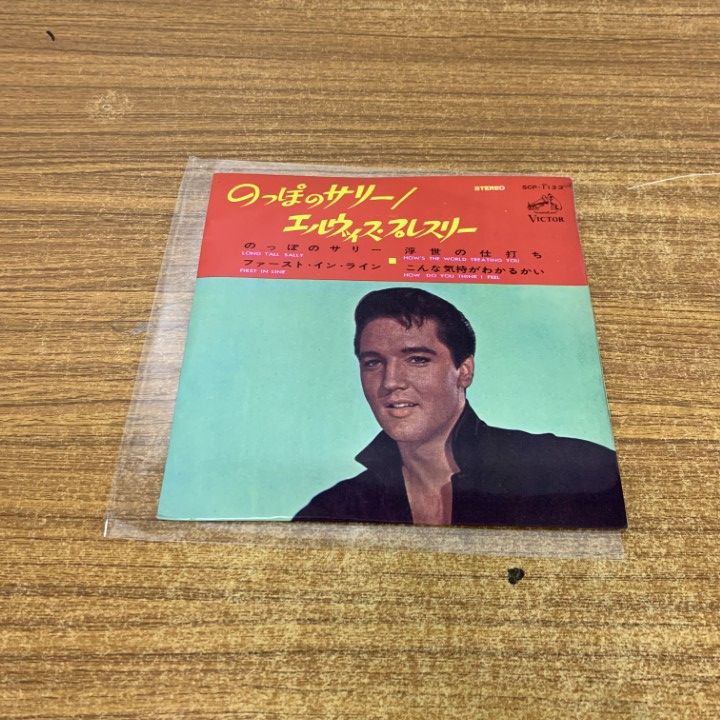 のっぽのサリー/
エルヴィス・プレスリー
STEREO
SCP-1133
VICTOR
のっぽのサリー
LONG TALL SALLY
浮世の仕打ち
HOW'S THE WORLD TREATING YOU
ファースト・イン・ライン
FIRST IN LINE
こんな気持がわかるかい
HOW DO YOU THINK I FEEL